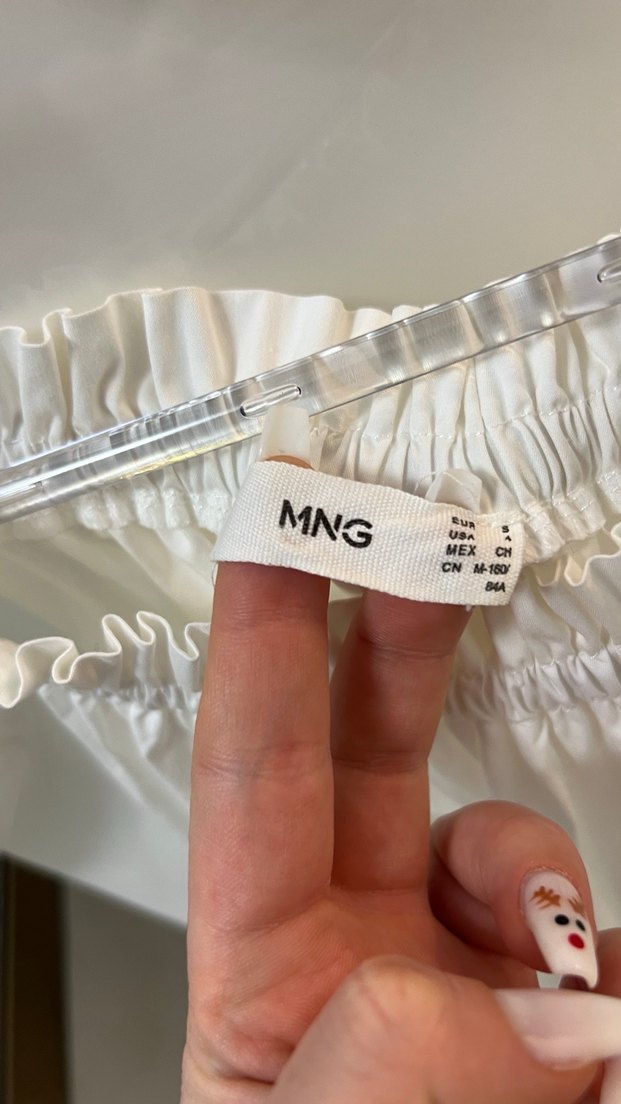 MNG
EUR S
USA
MEX CH
CN M-160/
84A